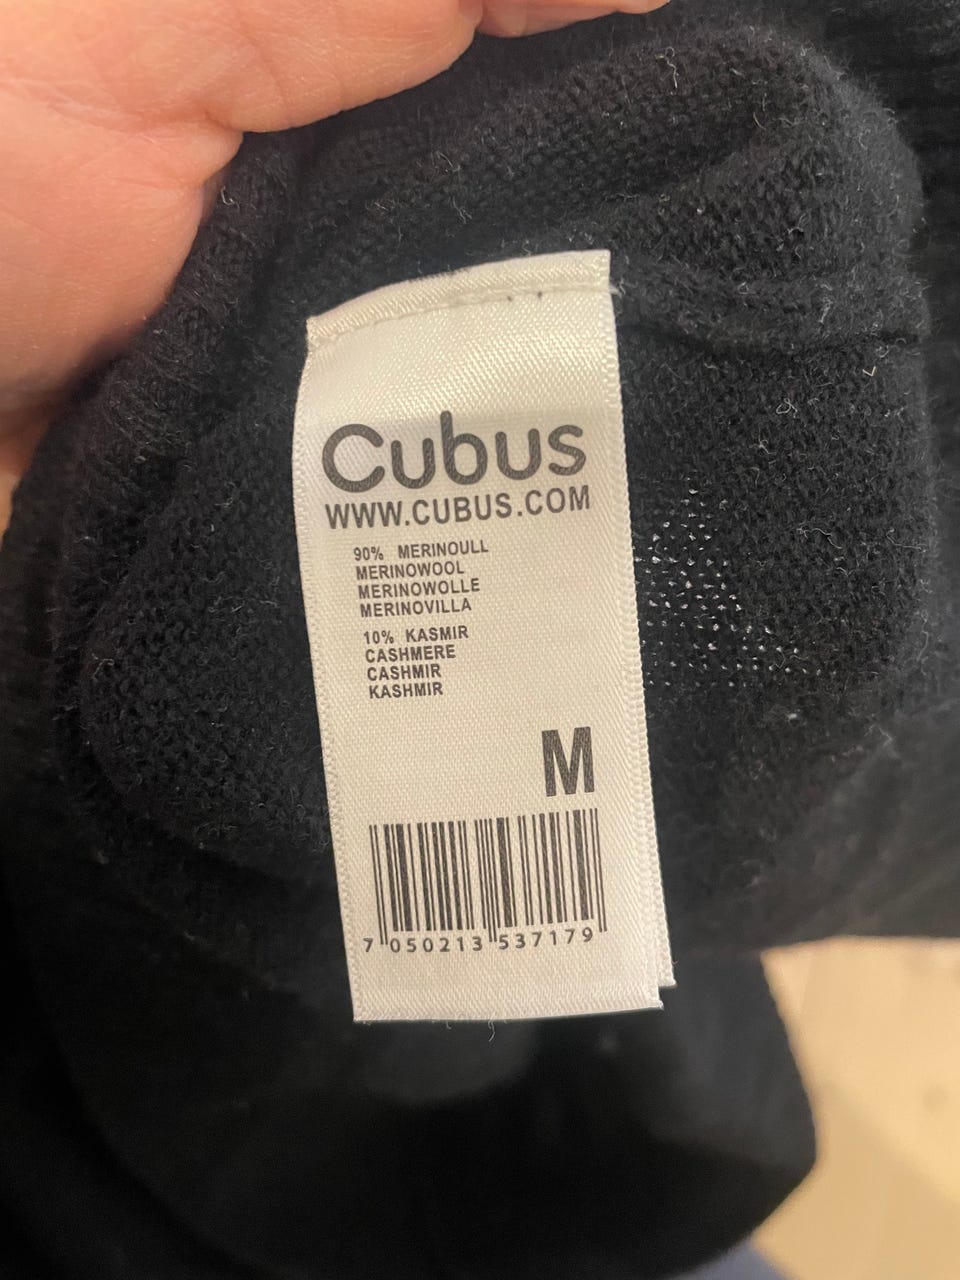 Cubus
WWW.CUBUS.COM
90% MERINOULL
MERINOWOOL
MERINOWOLLE
MERINOVILLA
10% KASMIR
CASHMERE
CASHMIR
KASHMIR
M
7 050213 537179